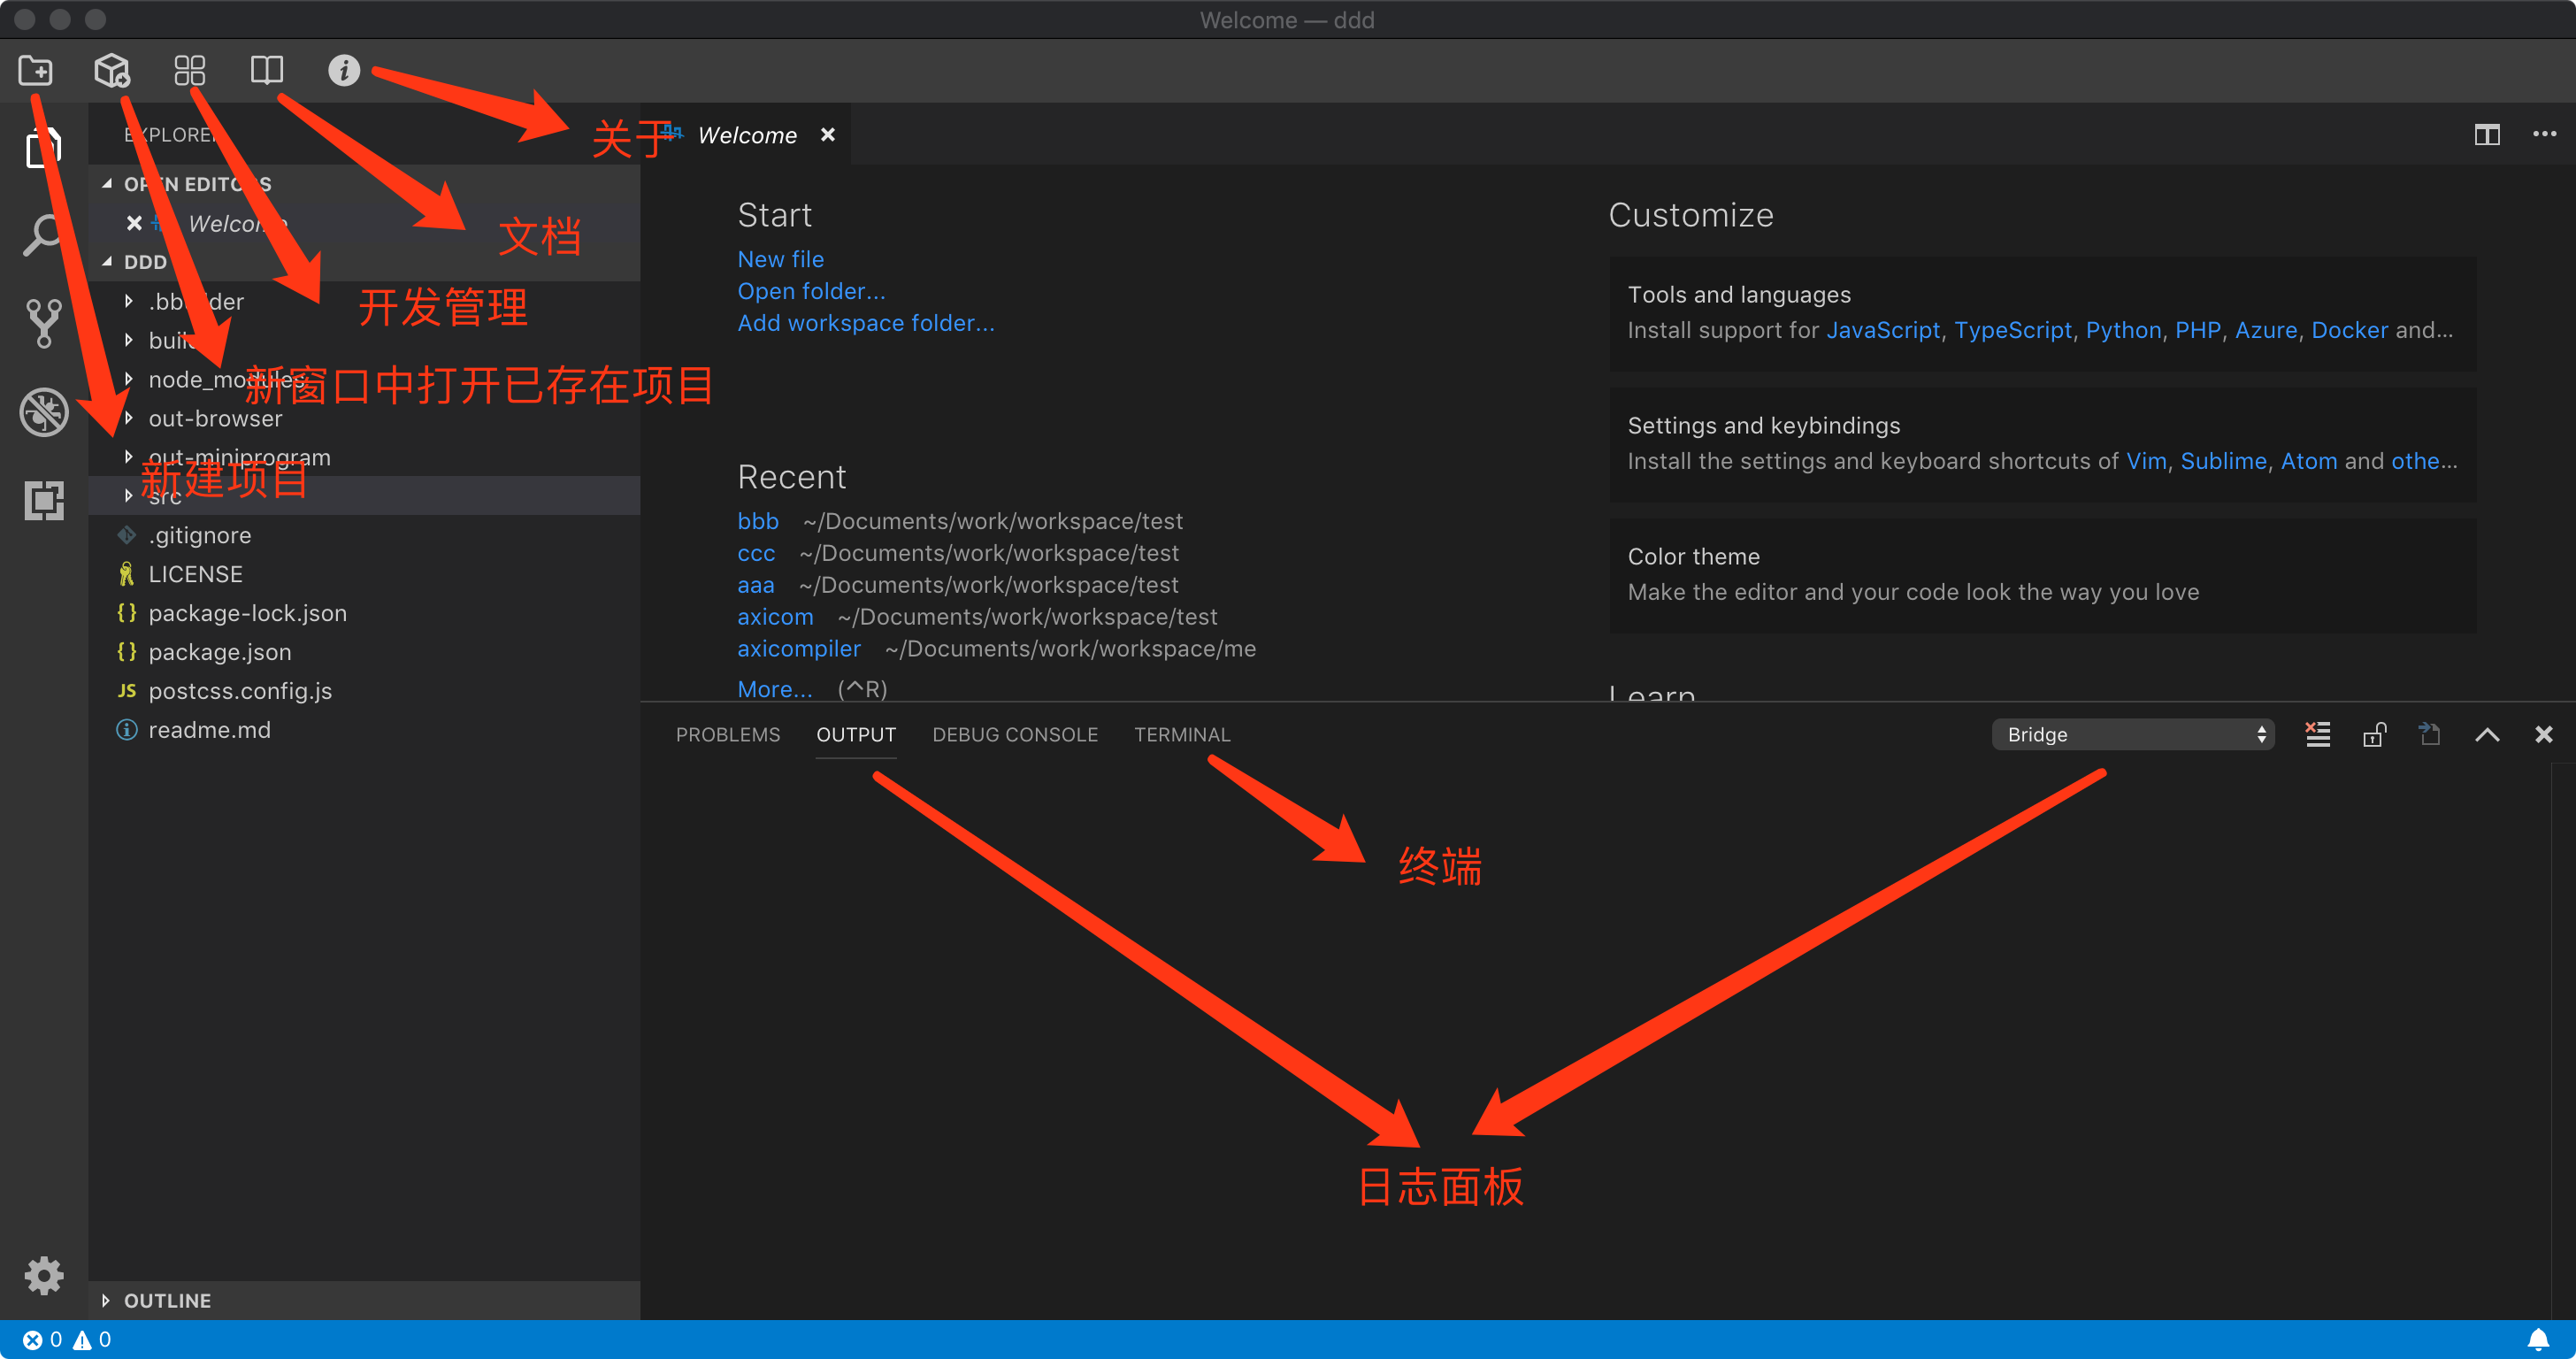 Welcome — ddd
EXPLORER
关于
Welcome
OPEN EDITORS
Welcome
文档
DDD
.bbuilder
开发管理
build
node_modules
新窗口中打开已存在项目
out-browser
out-miniprogram
新建项目
src
.gitignore
LICENSE
package-lock.json
package.json
JS postcss.config.js
readme.md
OUTLINE
Start
New file
Open folder...
Add workspace folder...
Recent
bbb ~/Documents/work/workspace/test
ccc ~/Documents/work/workspace/test
aaa ~/Documents/work/workspace/test
axicom ~/Documents/work/workspace/test
axicompiler ~/Documents/work/workspace/me
More... (^R)
Customize
Tools and languages
Install support for JavaScript, TypeScript, Python, PHP, Azure, Docker and...
Settings and keybindings
Install the settings and keyboard shortcuts of Vim, Sublime, Atom and othe...
Color theme
Make the editor and your code look the way you love
Learn
PROBLEMS OUTPUT DEBUG CONSOLE TERMINAL Bridge
终端
日志面板
0 0